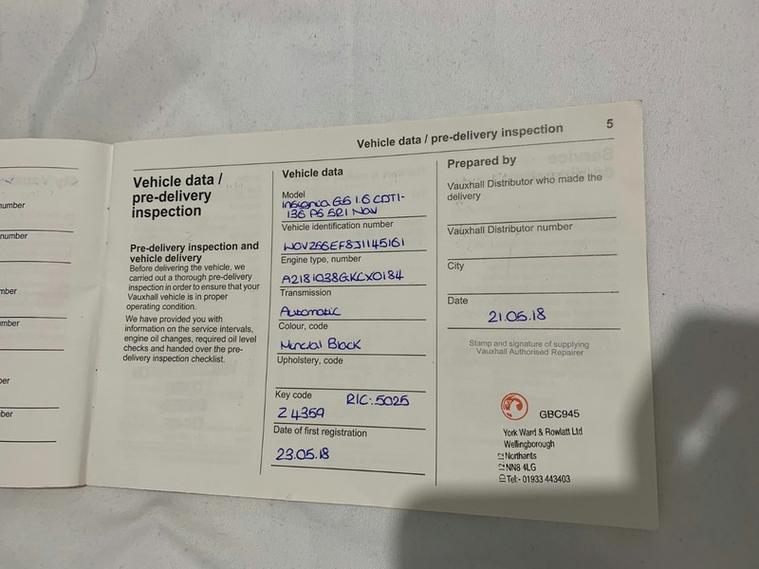 5
Vehicle data / pre-delivery inspection
Vehicle data /
pre-delivery
inspection
Pre-delivery inspection and
vehicle delivery
Before delivering the vehicle, we
carried out a thorough pre-delivery
inspection in order to ensure that your
Vauxhall vehicle is in proper
operating condition.
We have provided you with
information on the service intervals,
engine oil changes, required oil level
checks and handed over the pre-
delivery inspection checklist.
Vehicle data
Model
Insignia GS 1.6 CDTI-
136 A6 SRI Nav
Vehicle identification number
W0VZ6SEF8J1145161
Engine type, number
A2181038GKCX0184
Transmission
Automatic
Colour, code
Mineral Black
Upholstery, code
Key code RIC:.5025
Z4359
Date of first registration
23.05.18
Prepared by
Vauxhall Distributor who made the
delivery
Vauxhall Distributor number
City
Date
21.05.18
Stamp and signature of supplying
Vauxhall Authorised Repairer
GBC945
York Ward & Rowlatt Ltd
Wellingborough
Northants
NN8 4LG
Tel:- 01933 443403
number
number
mber
mber
er
ber